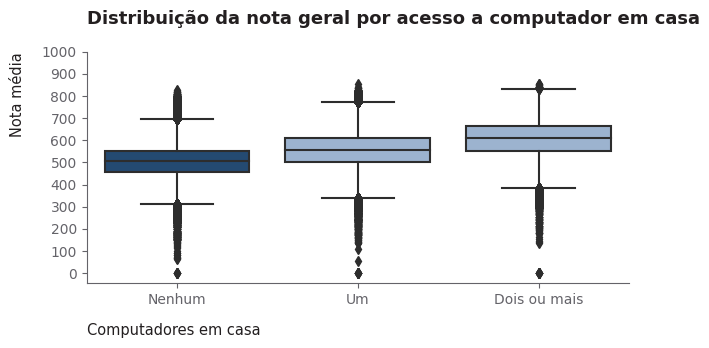 Distribuição da nota geral por acesso a computador em casa
Nota média
1000
900
800
700
600
500
400
300
200
100
0
Nenhum
Um
Dois ou mais
Computadores em casa